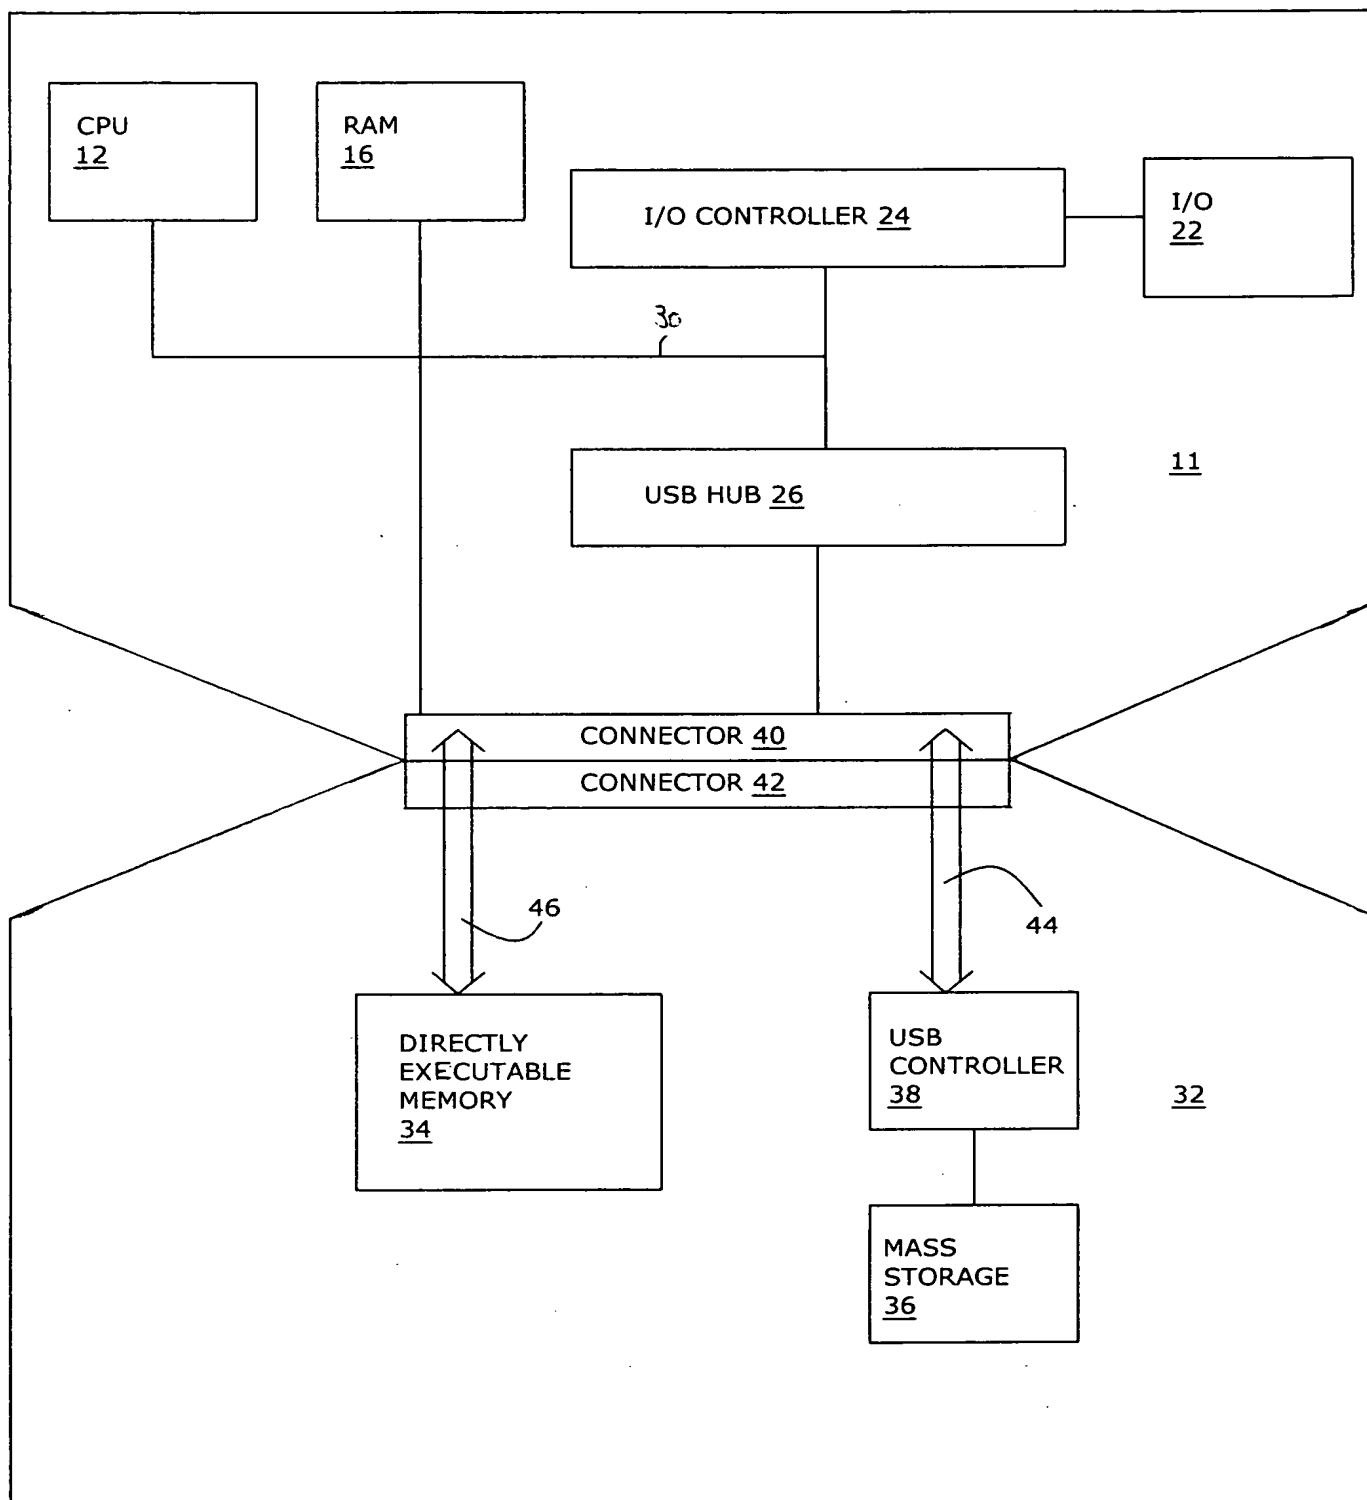 CPU
12
RAM
16
I/O CONTROLLER 24
I/O
22
30
11
USB HUB 26
CONNECTOR 40
CONNECTOR 42
46
44
DIRECTLY
EXECUTABLE
MEMORY
34
USB
CONTROLLER
38
32
MASS
STORAGE
36